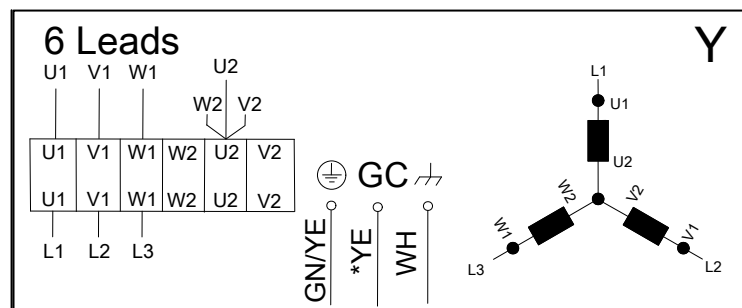 6 Leads
Y
U1 V1 W1 U2
W2 V2
U1 V1 W1 W2 U2 V2
U1 V1 W1 W2 U2 V2
L1 L2 L3
GC
GN/YE
*YE
WH
L1
U1
U2
W2 V2
W1 V1
L3 L2